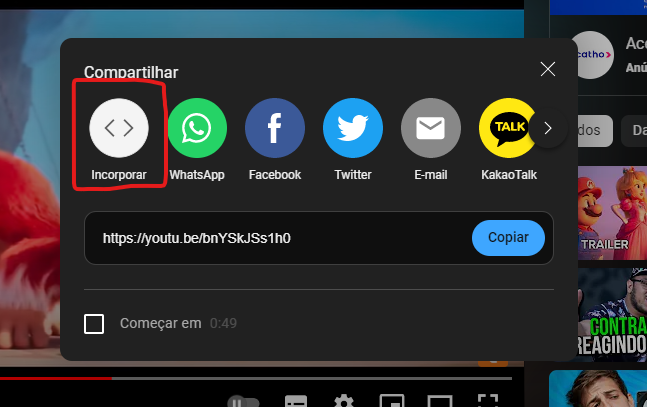 Compartilhar
Incorporar
WhatsApp
Facebook
Twitter
E-mail
TALK
KakaoTalk
https://youtu.be/bnYSkJSs1h0
Copiar
Começar em 0:49
catho
Ace
Anú
dos
Da
TRAILER
CONTRA
REAGINDO